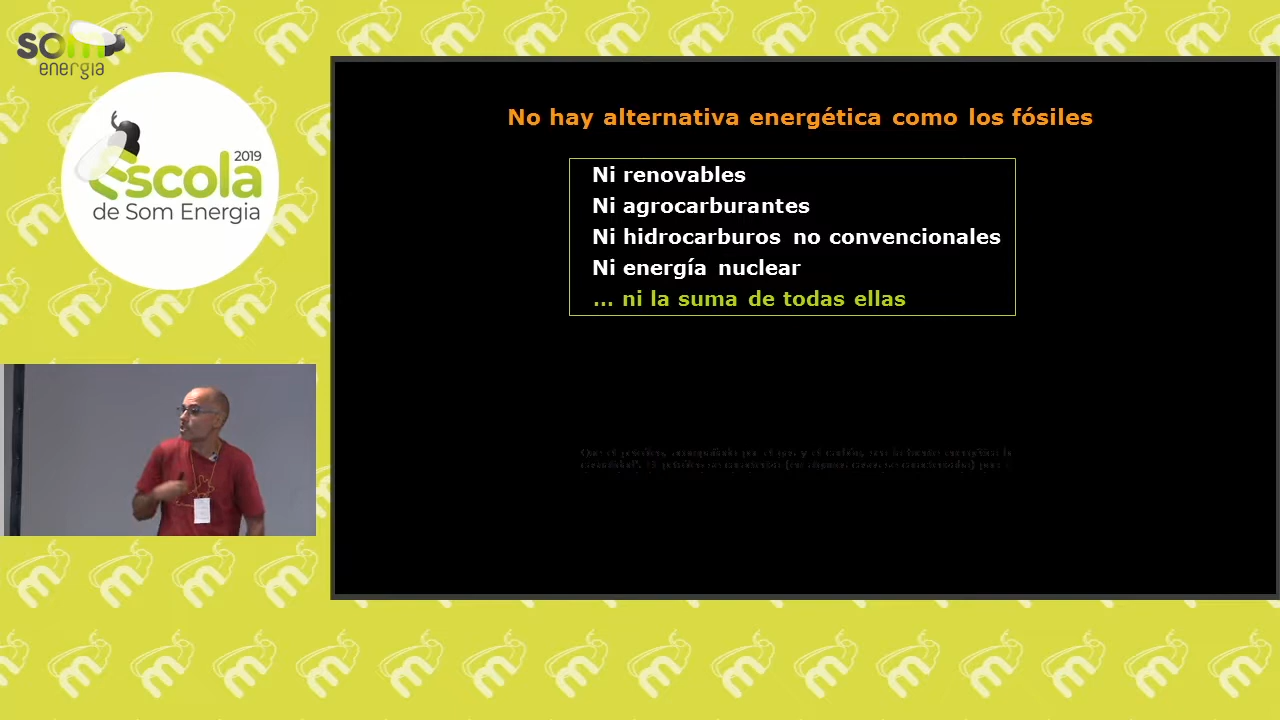 som
energia
2019
Escola
de Som Energia
No hay alternativa energética como los fósiles
Ni renovables
Ni agrocarburantes
Ni hidrocarburos no convencionales
Ni energía nuclear
... ni la suma de todas ellas